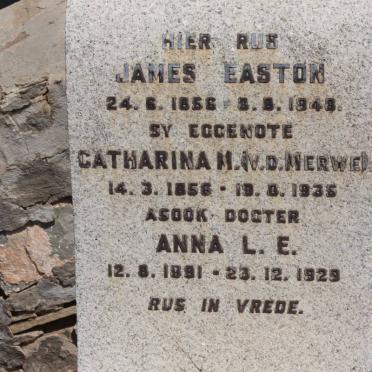 HIER RUS
JAMES EASTON
24. 6. 1856 - 8. 8. 1948.
SY EGGENOTE
CATHARINA M. (V.D. MERWE)
14. 3. 1856 - 19. 8. 1935
ASOOK DOGTER
ANNA L. E.
12. 8. 1891 - 23. 12. 1929
RUS IN VREDE.